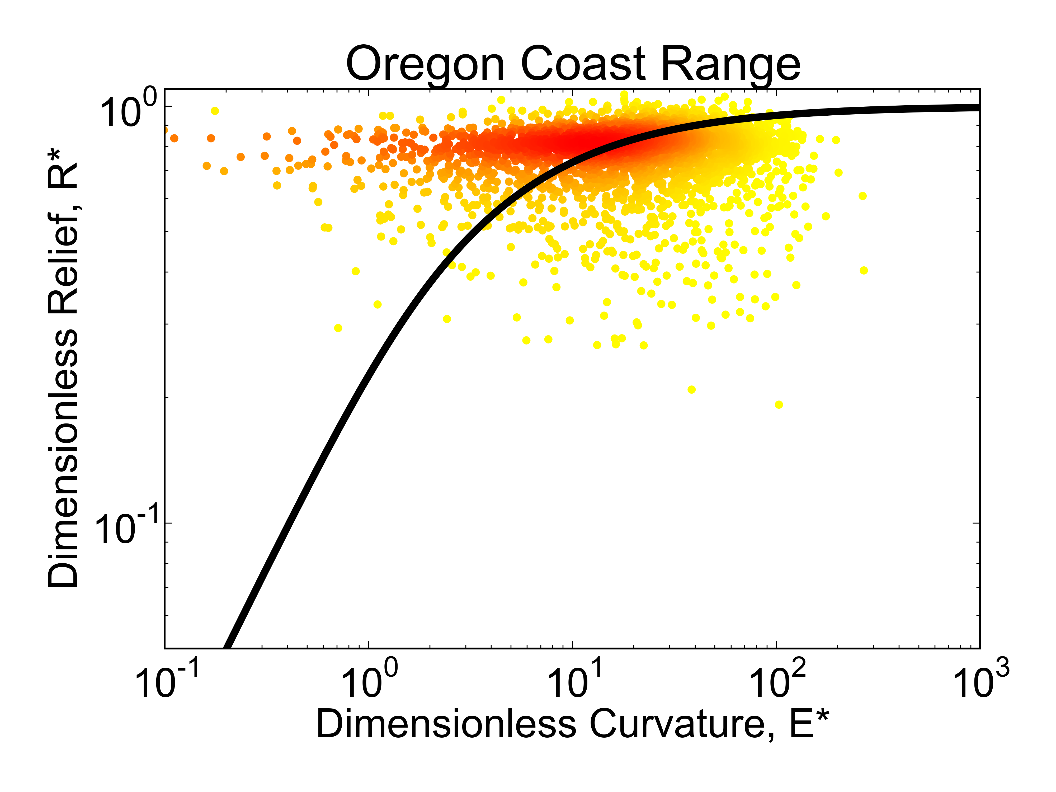 Oregon Coast Range
10⁰
10⁻¹
Dimensionless Relief, R*
10⁻¹ 10⁰ 10¹ 10² 10³
Dimensionless Curvature, E*